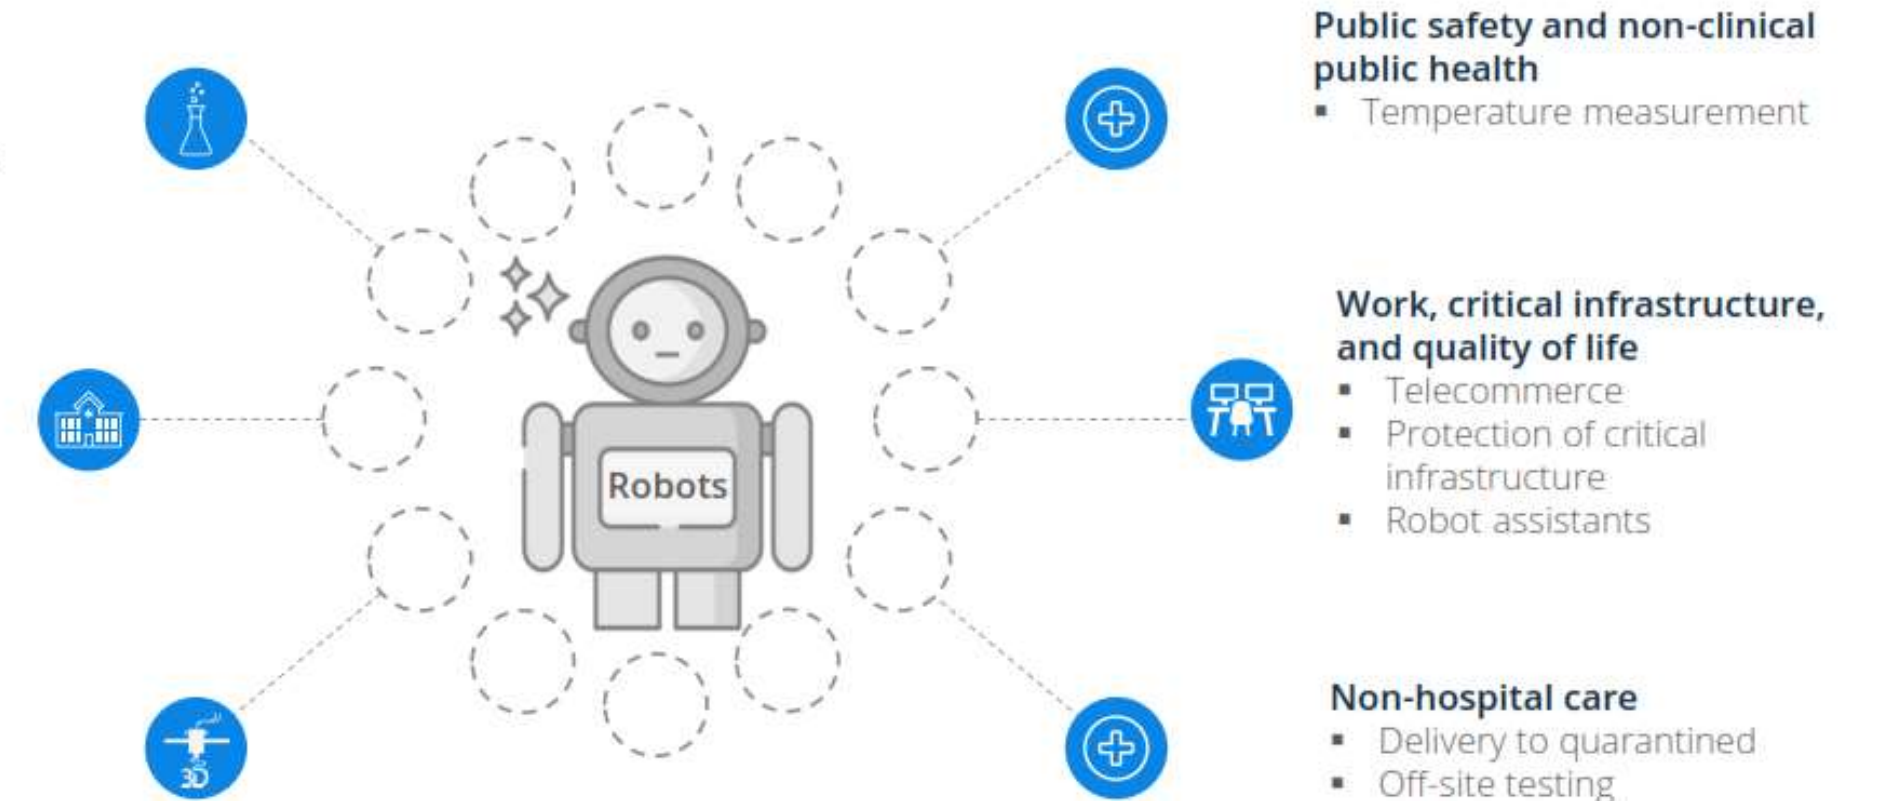 Public safety and non-clinical
public health
▪ Temperature measurement
Work, critical infrastructure,
and quality of life
▪ Telecommerce
▪ Protection of critical
infrastructure
▪ Robot assistants
Robots
Non-hospital care
▪ Delivery to quarantined
▪ Off-site testing
3D